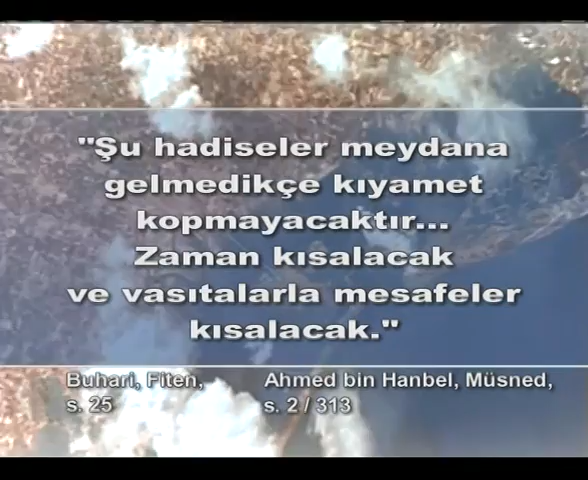 "Şu hadiseler meydana
gelmedikçe kıyamet
kopmayacaktır...
Zaman kısalacak
ve vasıtalarla mesafeler
kısalacak."
Buhari, Fiten, Ahmed bin Hanbel, Müsned,
s. 25 s. 2 / 313